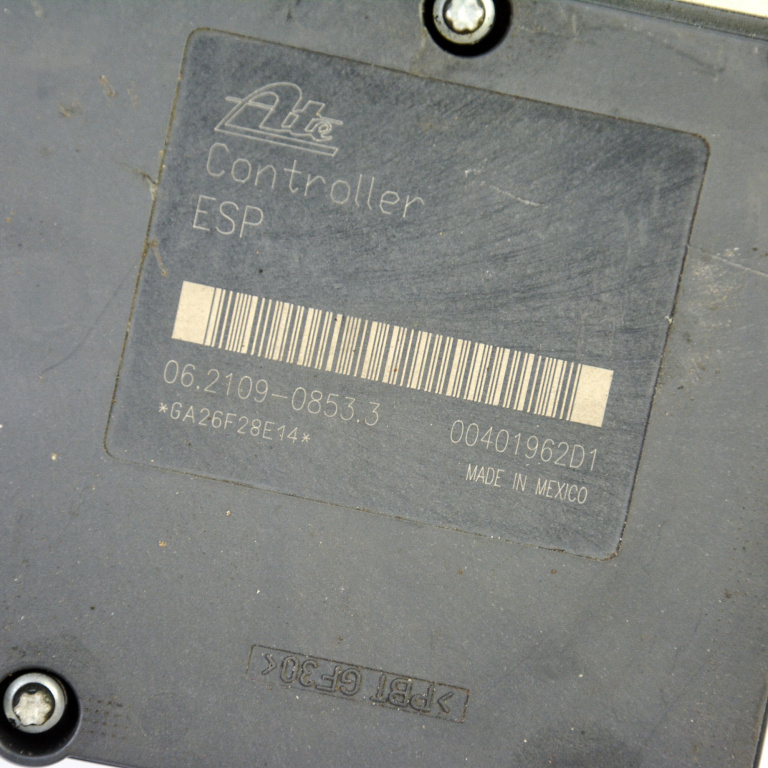 Ate
Controller
ESP
06.2109-0853.3
00401962D1
*GA26F28E14*
MADE IN MEXICO
>PBT GF30<